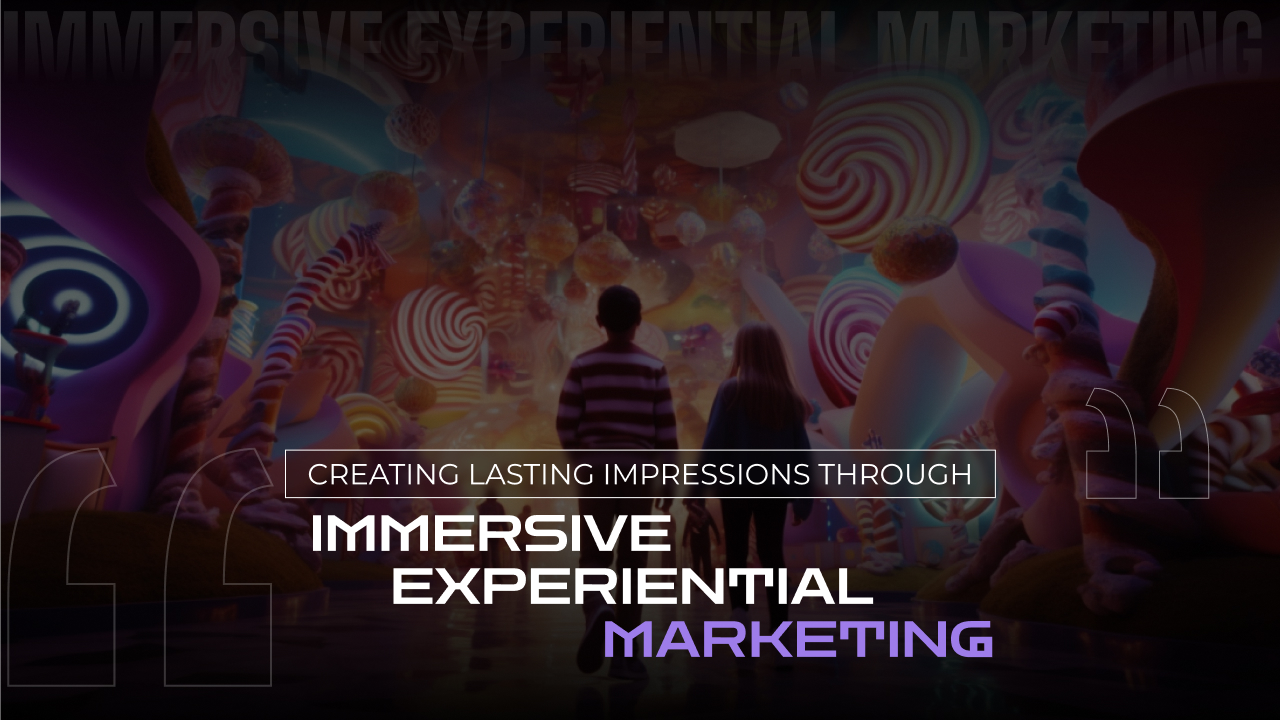 IMMERSIVE EXPERIENTIAL MARKETING
CREATING LASTING IMPRESSIONS THROUGH
IMMERSIVE
EXPERIENTIAL
MARKETING